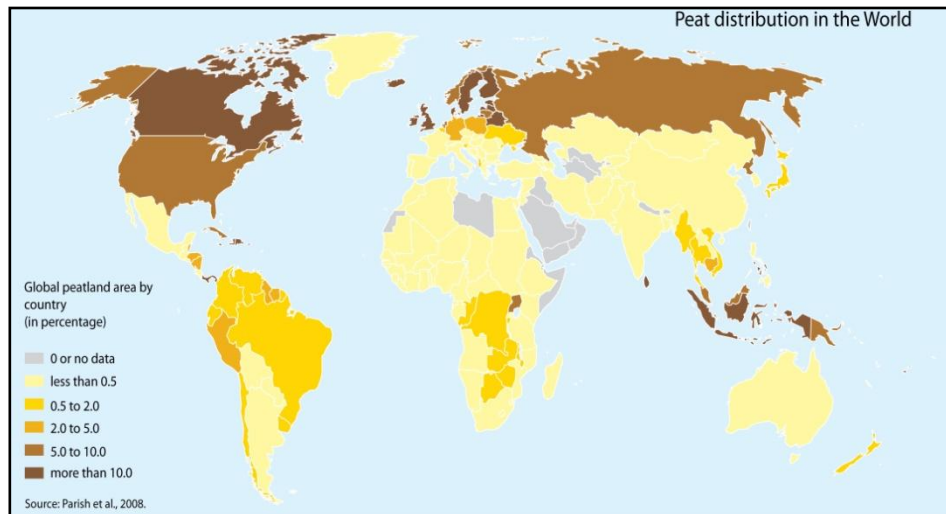 Peat distribution in the World
Global peatland area by
country
(in percentage)
0 or no data
less than 0.5
0.5 to 2.0
2.0 to 5.0
5.0 to 10.0
more than 10.0
Source: Parish et al., 2008.